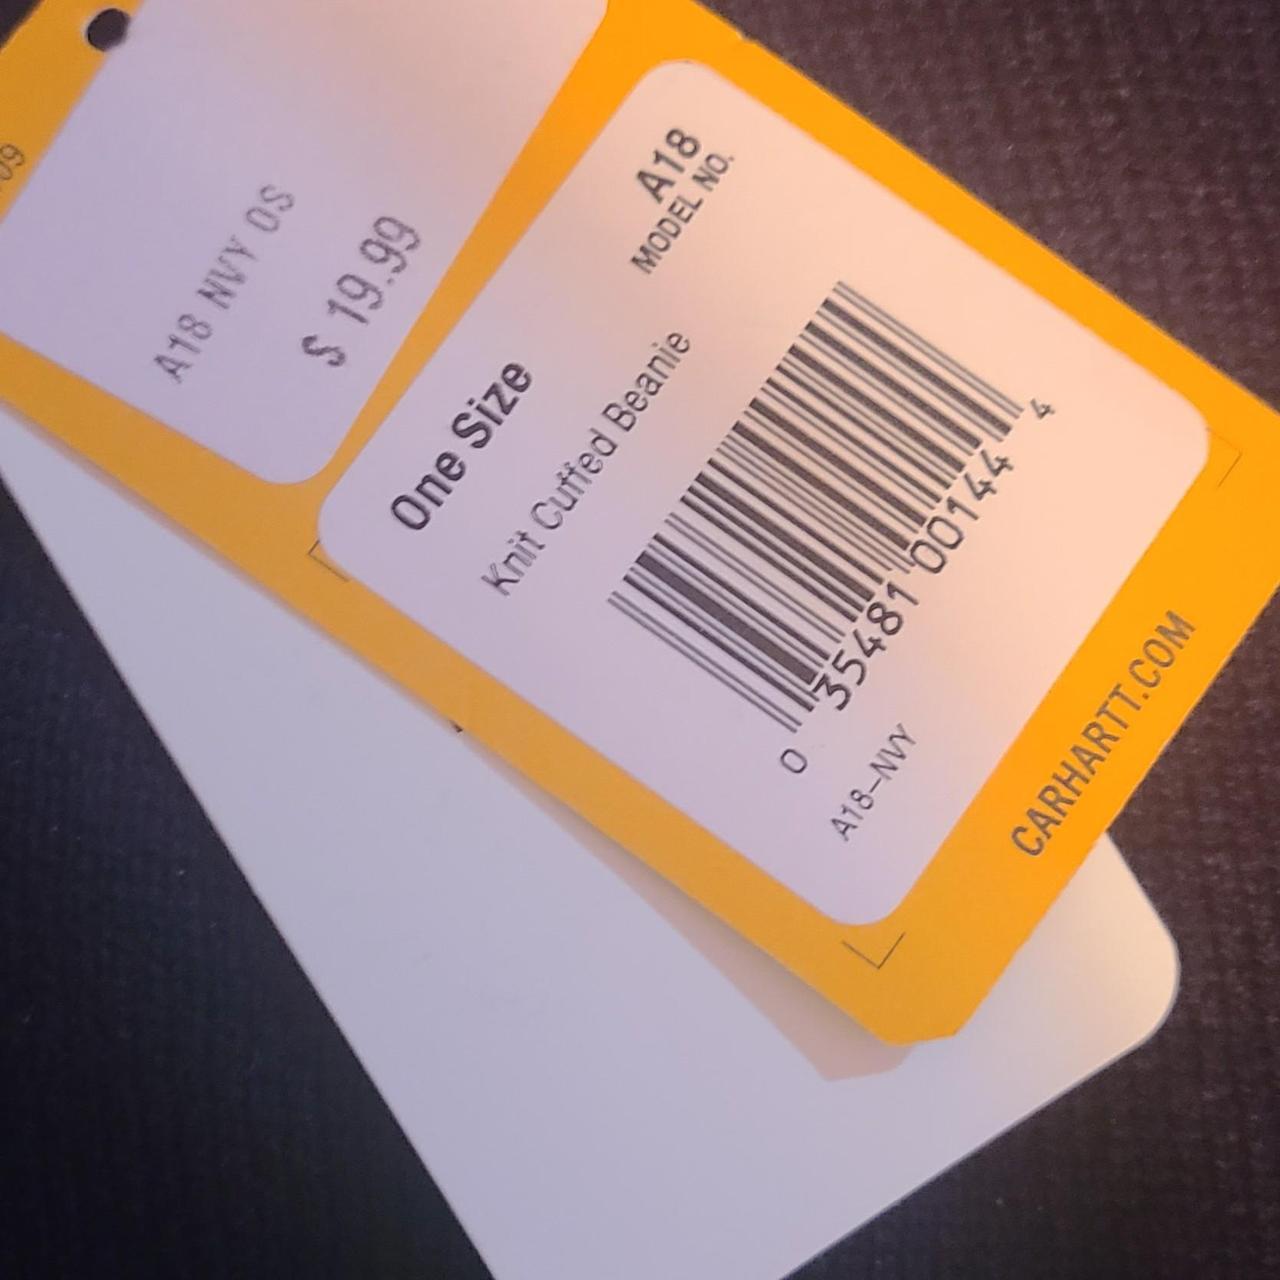 09
A18 NVY OS
$ 19.99
A18
MODEL NO.
One Size
Knit Cuffed Beanie
0 35481 00144 4
A18-NVY
CARHARTT.COM